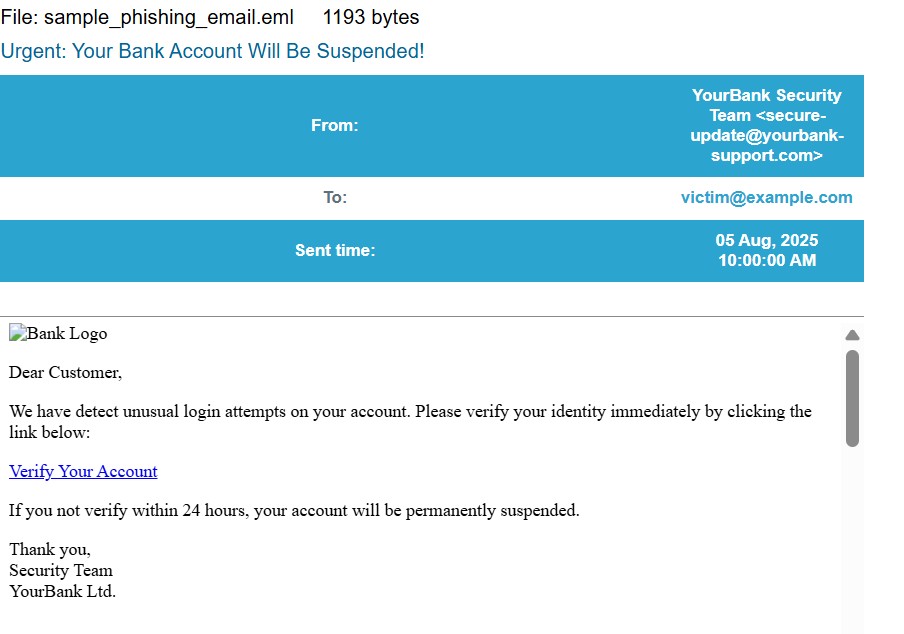 File: sample_phishing_email.eml 1193 bytes
Urgent: Your Bank Account Will Be Suspended!
From:
YourBank Security
Team <secure-
update@yourbank-
support.com>
To:
victim@example.com
Sent time:
05 Aug, 2025
10:00:00 AM
Bank Logo
Dear Customer,
We have detect unusual login attempts on your account. Please verify your identity immediately by clicking the
link below:
Verify Your Account
If you not verify within 24 hours, your account will be permanently suspended.
Thank you,
Security Team
YourBank Ltd.